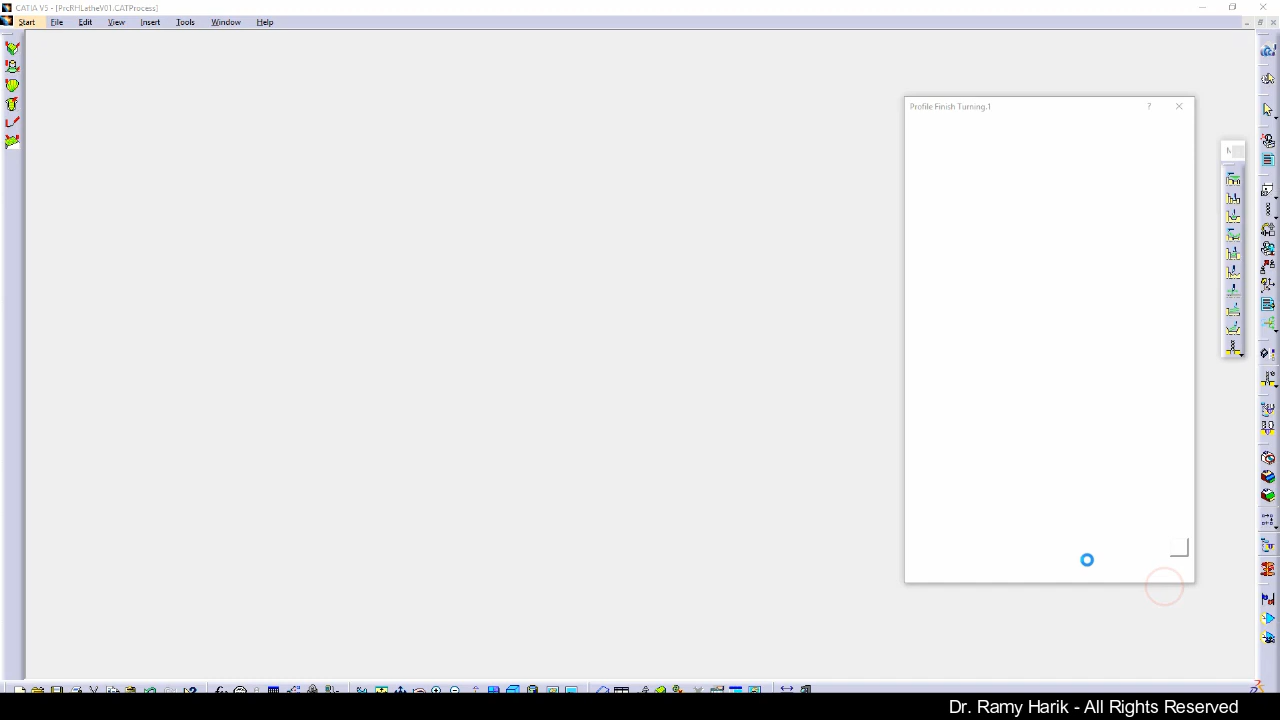 CATIA V5 - [PrcRHLatheV01.CATProcess]
Start File Edit View Insert Tools Window Help
Profile Finish Turning.1
Dr. Ramy Harik - All Rights Reserved